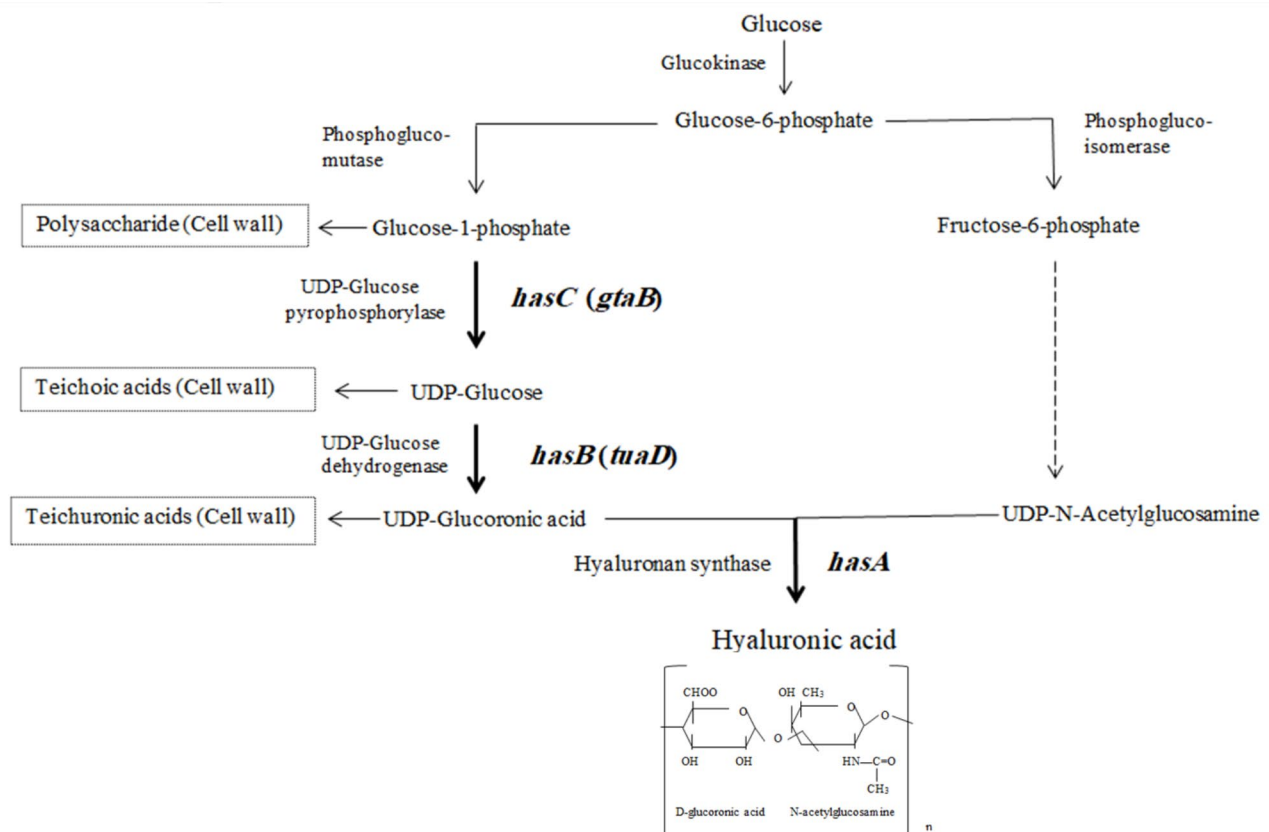 Glucose
Glucokinase
Glucose-6-phosphate
Phosphogluco-
mutase
Phosphogluco-
isomerase
Polysaccharide (Cell wall)
Glucose-1-phosphate
Fructose-6-phosphate
UDP-Glucose
pyrophosphorylase
hasC (gtaB)
Teichoic acids (Cell wall)
UDP-Glucose
UDP-Glucose
dehydrogenase
hasB (tuaD)
Teichuronic acids (Cell wall)
UDP-Glucoronic acid
UDP-N-Acetylglucosamine
Hyaluronan synthase
hasA
Hyaluronic acid
CHOO
OH CH3
O
O
O
O
OH
OH
HN—C=O
CH3
D-glucoronic acid
N-acetylglucosamine
n